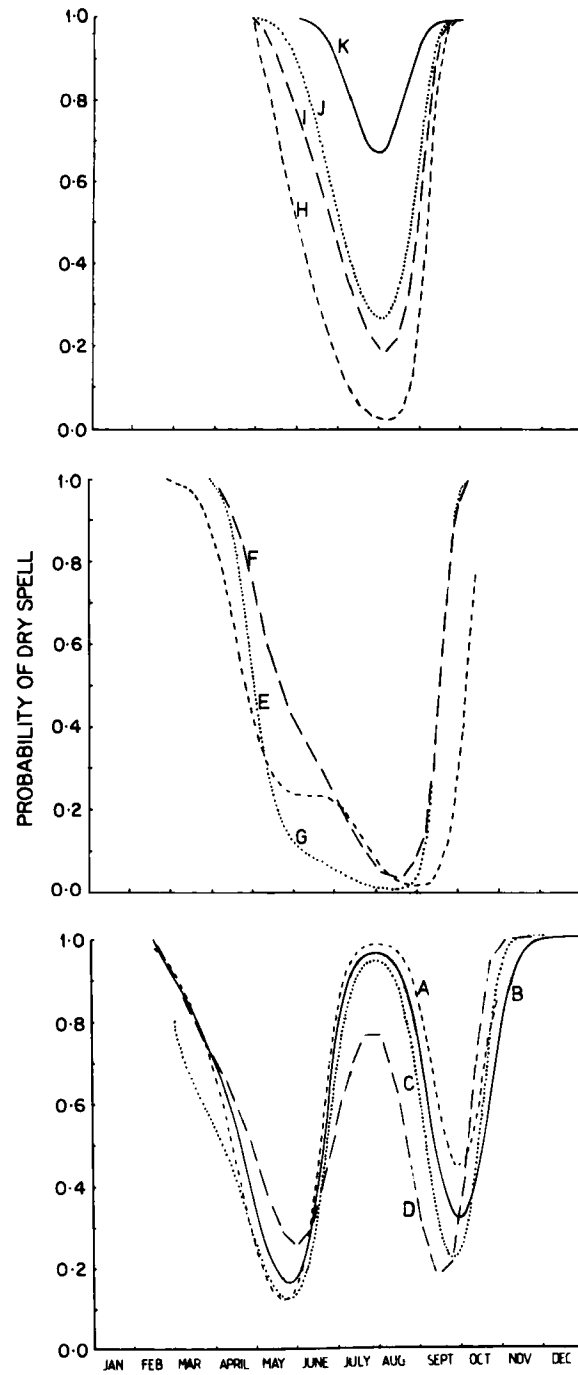 1·0
K
J
0·8
I
0·6
H
0·4
0·2
0·0
1·0
0·8
F
0·6
E
0·4
0·2
G
0·0
PROBABILITY OF DRY SPELL
1·0
A
B
0·8
C
0·6
D
0·4
0·2
0·0
JAN FEB MAR APRIL MAY JUNE JULY AUG SEPT OCT NOV DEC